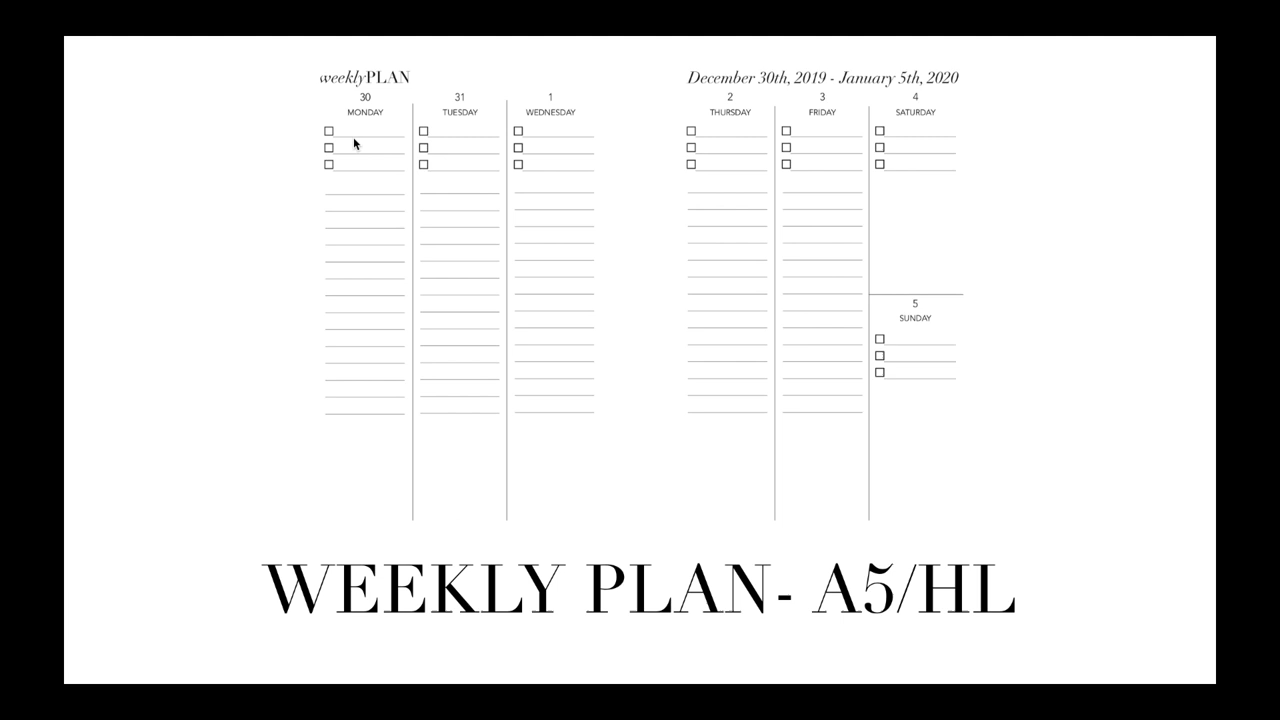 weeklyPLAN
December 30th, 2019 - January 5th, 2020
30 31 1 2 3 4
MONDAY TUESDAY WEDNESDAY THURSDAY FRIDAY SATURDAY
5
SUNDAY
WEEKLY PLAN- A5/HL